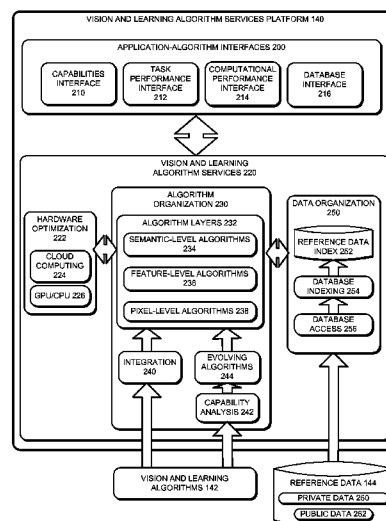 VISION AND LEARNING ALGORITHM SERVICES PLATFORM 140
APPLICATION-ALGORITHM INTERFACES 200
CAPABILITIES
INTERFACE
210
TASK
PERFORMANCE
INTERFACE
212
COMPUTATIONAL
PERFORMANCE
INTERFACE
214
DATABASE
INTERFACE
216
VISION AND LEARNING
ALGORITHM SERVICES 220
HARDWARE
OPTIMIZATION
222
CLOUD
COMPUTING
224
GPU/CPU 226
ALGORITHM
ORGANIZATION 230
ALGORITHM LAYERS 232
SEMANTIC-LEVEL ALGORITHMS
234
FEATURE-LEVEL ALGORITHMS
236
PIXEL-LEVEL ALGORITHMS 238
INTEGRATION
240
EVOLVING
ALGORITHMS
244
CAPABILITY
ANALYSIS 242
DATA ORGANIZATION
250
REFERENCE DATA
INDEX 252
DATABASE
INDEXING 254
DATABASE
ACCESS 256
VISION AND LEARNING
ALGORITHMS 142
REFERENCE DATA 144
PRIVATE DATA 260
PUBLIC DATA 262